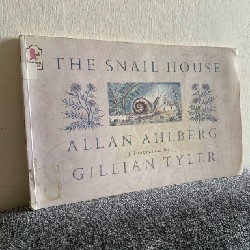 THE SNAIL HOUSE
ALLAN AHLBERG
GILLIAN TYLER